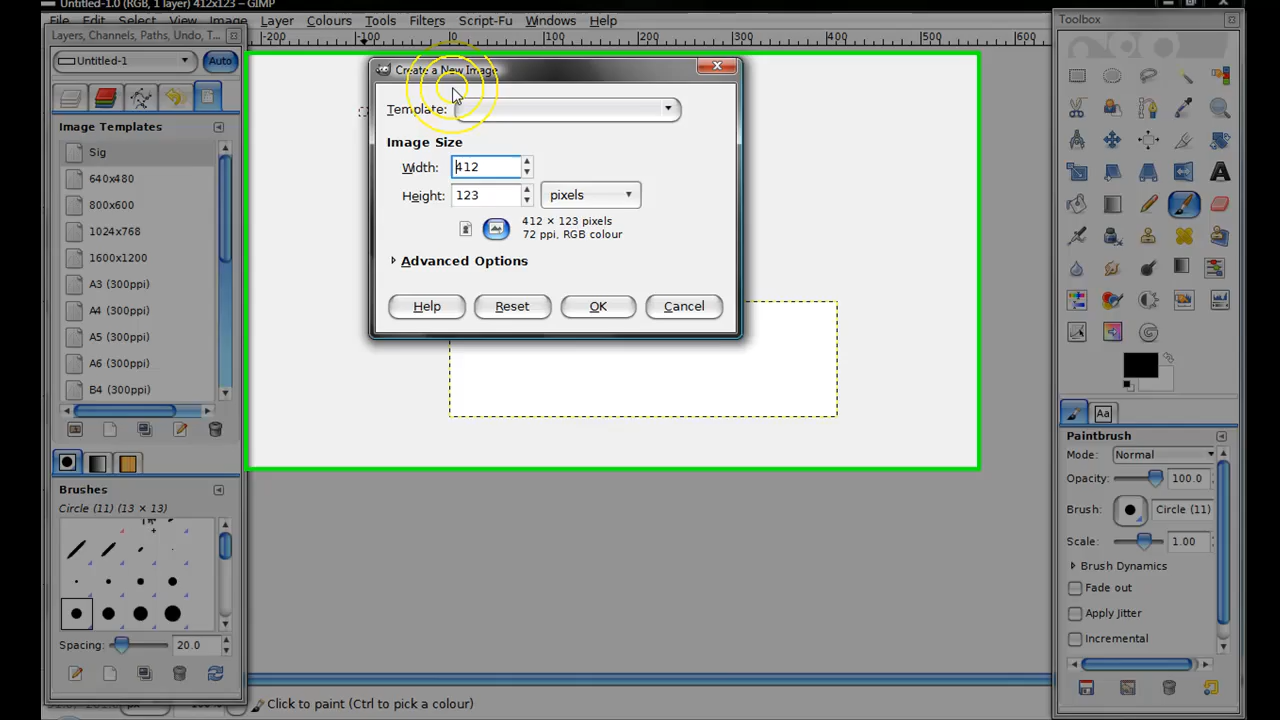 Untitled-1.0 (RGB, 1 layer) 412x123 – GIMP
File Edit Select View Image Layer Colours Tools Filters Script-Fu Windows Help
Layers, Channels, Paths, Undo, T...
Untitled-1
Auto
Image Templates
Sig
640x480
800x600
1024x768
1600x1200
A3 (300ppi)
A4 (300ppi)
A5 (300ppi)
A6 (300ppi)
B4 (300ppi)
Brushes
Circle (11) (13 × 13)
Spacing: 20.0
-200 -100 0 100 200 300 400 500 600
Create a New Image
Template:
Image Size
Width: 412
Height: 123 pixels
412 × 123 pixels
72 ppi, RGB colour
Advanced Options
Help Reset OK Cancel
Click to paint (Ctrl to pick a colour)
Toolbox
A
Aa
Paintbrush
Mode: Normal
Opacity: 100.0
Brush: Circle (11)
Scale: 1.00
Brush Dynamics
Fade out
Apply Jitter
Incremental